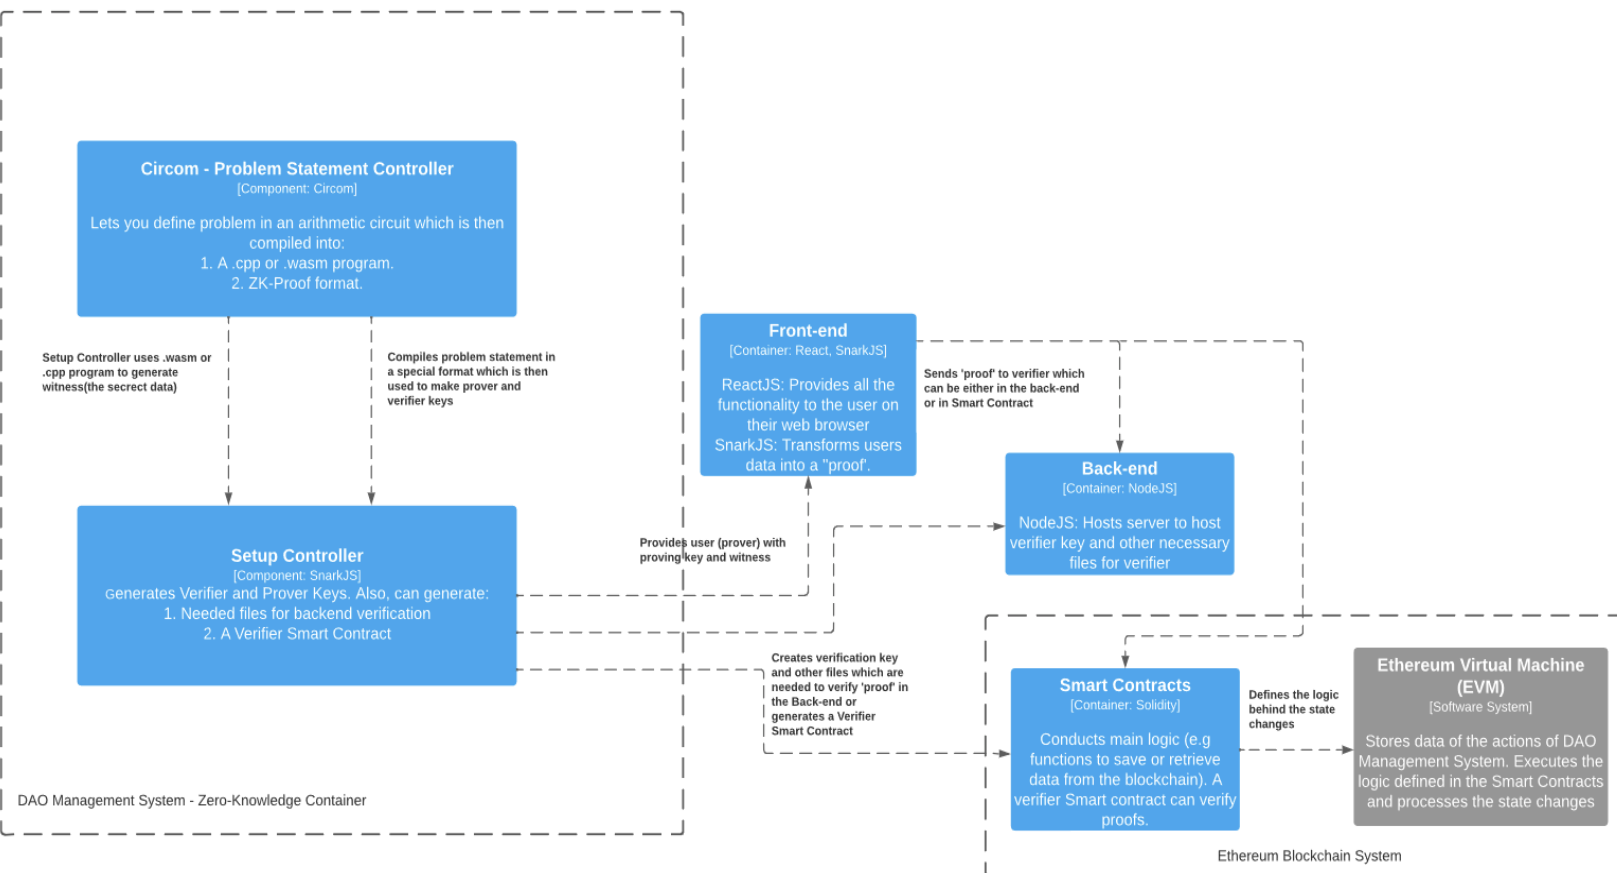 Circom - Problem Statement Controller
[Component: Circom]
Lets you define problem in an arithmetic circuit which is then
compiled into:
1. A .cpp or .wasm program.
2. ZK-Proof format.
Setup Controller uses .wasm or
.cpp program to generate
witness(the secrect data)
Compiles problem statement in
a special format which is then
used to make prover and
verifier keys
Setup Controller
[Component: SnarkJS]
Generates Verifier and Prover Keys. Also, can generate:
1. Needed files for backend verification
2. A Verifier Smart Contract
DAO Management System - Zero-Knowledge Container
Front-end
[Container: React, SnarkJS]
ReactJS: Provides all the
functionality to the user on
their web browser
SnarkJS: Transforms users
data into a "proof'.
Sends 'proof' to verifier which
can be either in the back-end
or in Smart Contract
Back-end
[Container: NodeJS]
NodeJS: Hosts server to host
verifier key and other necessary
files for verifier
Provides user (prover) with
proving key and witness
Creates verification key
and other files which are
needed to verify 'proof' in
the Back-end or
generates a Verifier
Smart Contract
Smart Contracts
[Container: Solidity]
Conducts main logic (e.g
functions to save or retrieve
data from the blockchain). A
verifier Smart contract can verify
proofs.
Defines the logic
behind the state
changes
Ethereum Virtual Machine
(EVM)
[Software System]
Stores data of the actions of DAO
Management System. Executes the
logic defined in the Smart Contracts
and processes the state changes
Ethereum Blockchain System